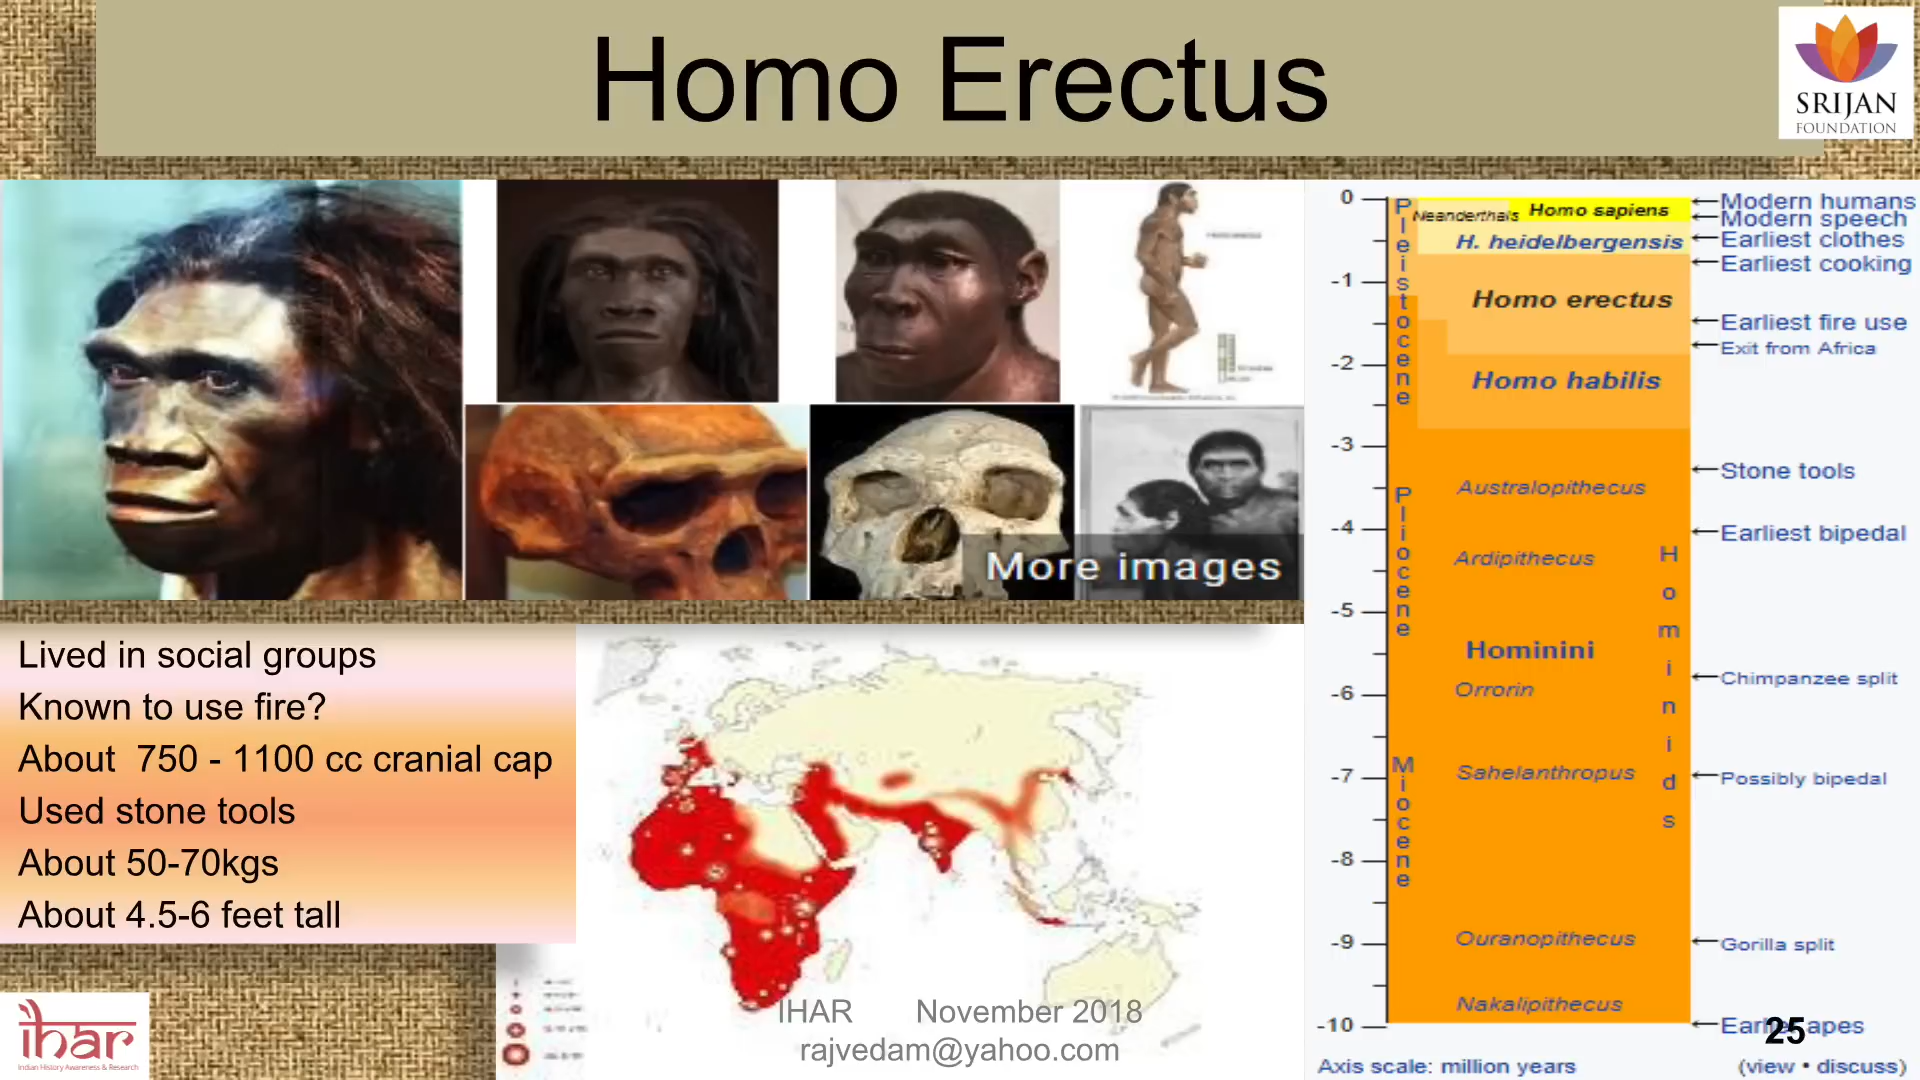 Homo Erectus
SRIJAN
FOUNDATION
More images
Lived in social groups
Known to use fire?
About 750 - 1100 cc cranial cap
Used stone tools
About 50-70kgs
About 4.5-6 feet tall
ihar
Indian History Awareness & Research
IHAR November 2018
rajvedam@yahoo.com
0
-1
-2
-3
-4
-5
-6
-7
-8
-9
-10
Pleistocene
Pliocene
Miocene
Neanderthals
Homo sapiens
H. heidelbergensis
Homo erectus
Homo habilis
Australopithecus
Ardipithecus
Hominini
Orrorin
Sahelanthropus
Ouranopithecus
Nakalipithecus
Hominids
Modern humans
Modern speech
Earliest clothes
Earliest cooking
Earliest fire use
Exit from Africa
Stone tools
Earliest bipedal
Chimpanzee split
Possibly bipedal
Gorilla split
apes
25
Axis scale: million years
(view • discuss)